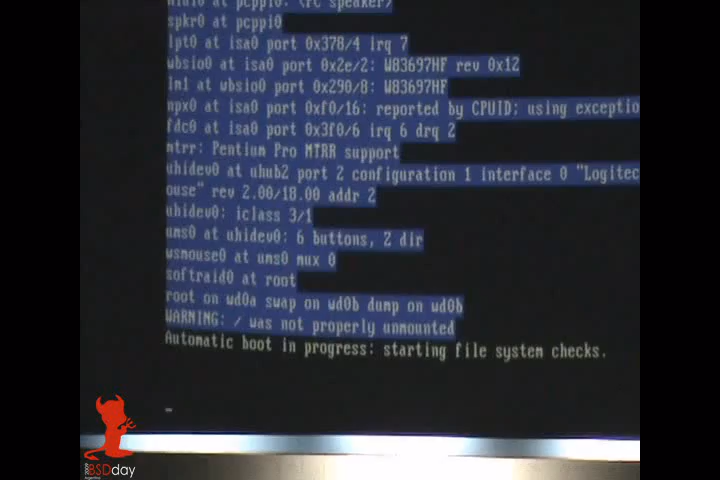 at pcppi0: <PC speaker>
spkr0 at pcppi0
lpt0 at isa0 port 0x378/4 irq 7
wbsio0 at isa0 port 0x2e/2: W83697HF rev 0x12
lm1 at wbsio0 port 0x290/8: W83697HF
npx0 at isa0 port 0xf0/16: reported by CPUID; using exceptio
fdc0 at isa0 port 0x3f0/6 irq 6 drq 2
mtrr: Pentium Pro MTRR support
uhidev0 at uhub2 port 2 configuration 1 interface 0 "Logitec
ouse" rev 2.00/18.00 addr 2
uhidev0: iclass 3/1
ums0 at uhidev0: 6 buttons, 2 dir
wsmouse0 at ums0 mux 0
softraid0 at root
root on wd0a swap on wd0b dump on wd0b
WARNING: / was not properly unmounted
Automatic boot in progress: starting file system checks.
BSDday